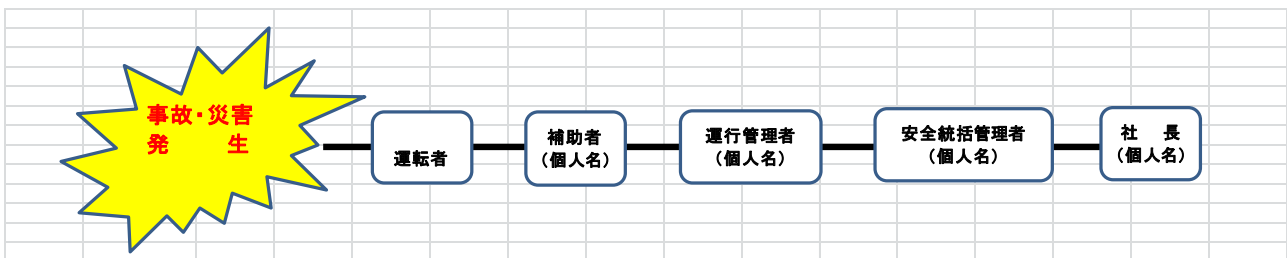 事故・災害
発　　生
運転者
補助者
（個人名）
運行管理者
（個人名）
安全統括管理者
（個人名）
社　長
（個人名）